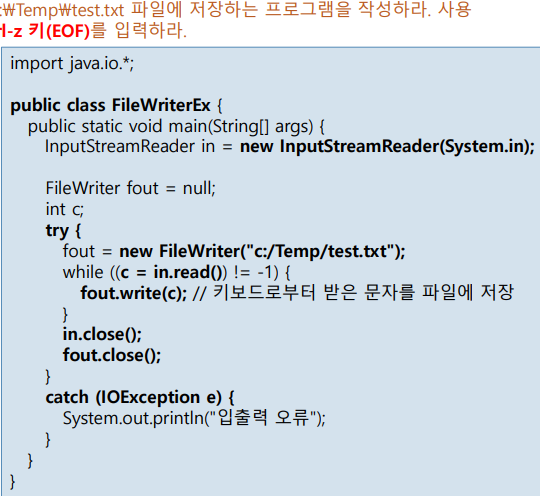 :₩Temp₩test.txt 파일에 저장하는 프로그램을 작성하라. 사용
rl-z 키(EOF)를 입력하라.
import java.io.*;
public class FileWriterEx {
public static void main(String[] args) {
InputStreamReader in = new InputStreamReader(System.in);
FileWriter fout = null;
int c;
try {
fout = new FileWriter("c:/Temp/test.txt");
while ((c = in.read()) != -1) {
fout.write(c); // 키보드로부터 받은 문자를 파일에 저장
}
in.close();
fout.close();
}
catch (IOException e) {
System.out.println("입출력 오류");
}
}
}